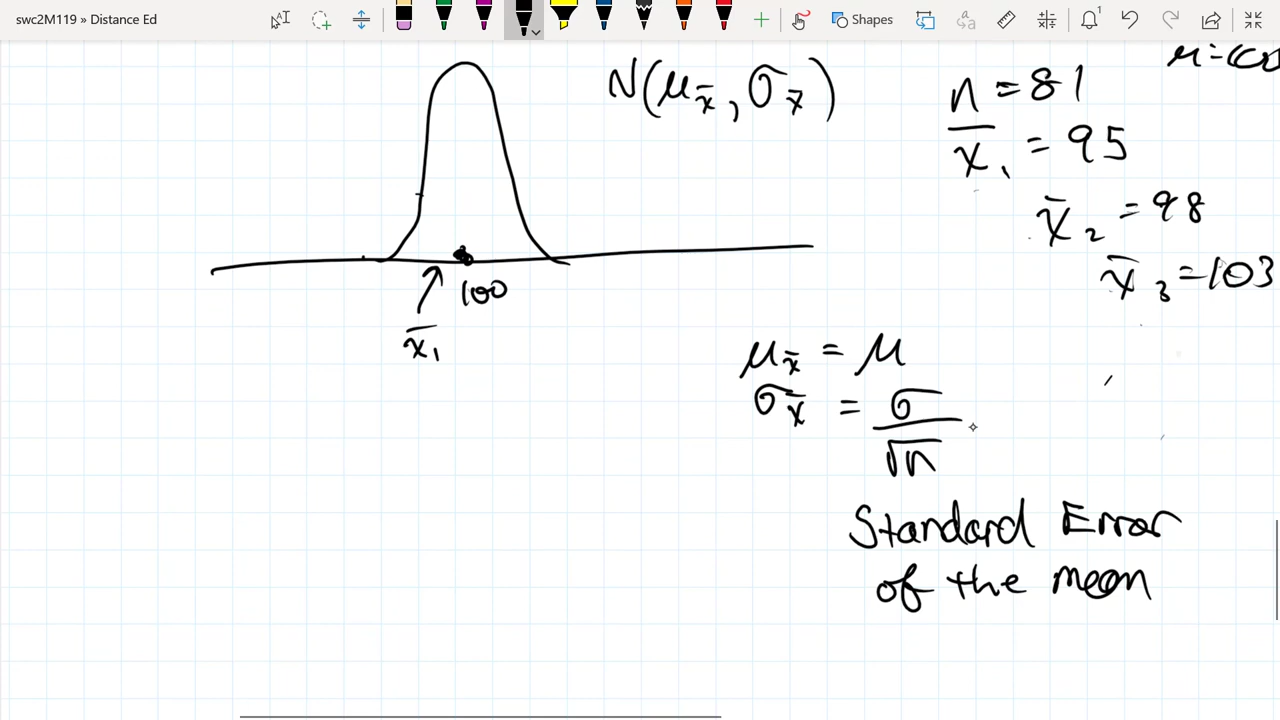 swc2M119 » Distance Ed
Shapes
N(μx̄, σx̄)
n = 81
x̄₁ = 95
x̄₂ = 98
x̄₃ = 103
100
x̄₁
μx̄ = μ
σx̄ = σ/√n
Standard Error
of the mean